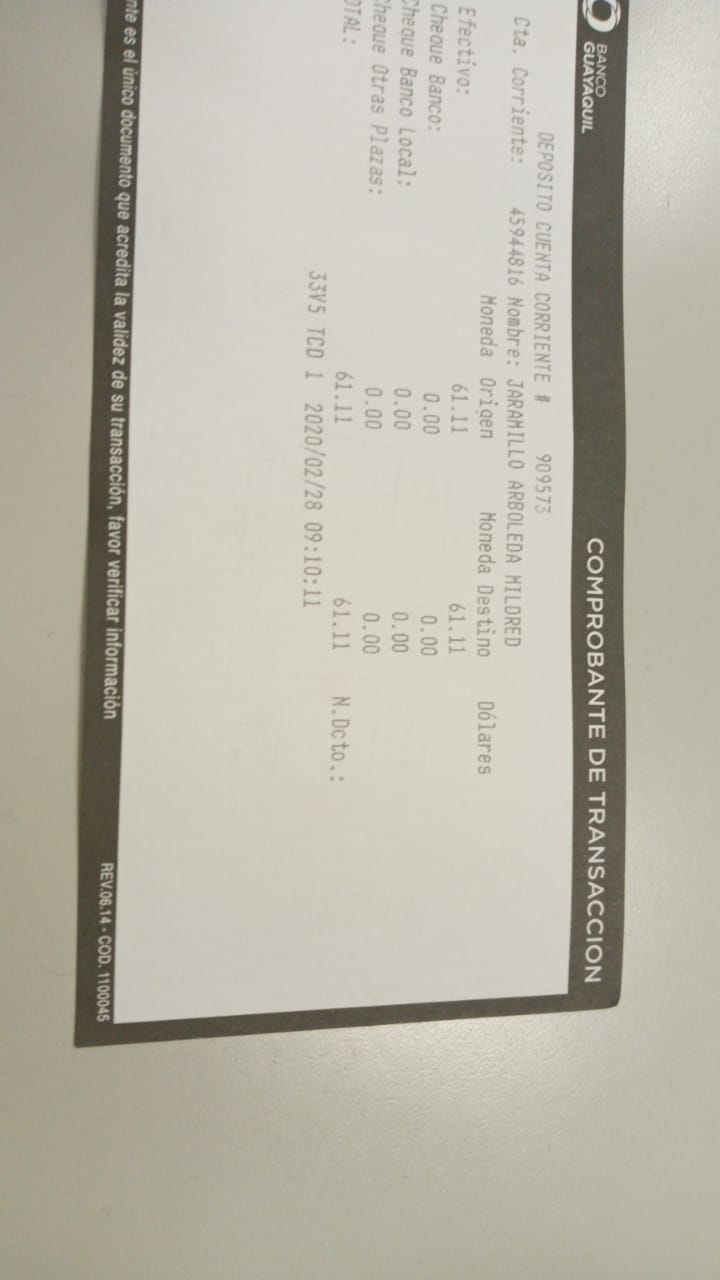 BANCO
GUAYAQUIL
COMPROBANTE DE TRANSACCION
DEPOSITO CUENTA CORRIENTE # 909573
Cta. Corriente: 45944816 Nombre: JARAMILLO ARBOLEDA MILDRED
Moneda Origen Moneda Destino Dólares
Efectivo: 61.11 61.11
Cheque Banco: 0.00 0.00
Cheque Banco Local: 0.00 0.00
Cheque Otras Plazas: 0.00 0.00
OTAL: 61.11 61.11 N.Dcto.:
33V5 TCD 1 2020/02/28 09:10:11
nte es el único documento que acredita la validez de su transacción, favor verificar información
REV.06.14 - COD. 1100045